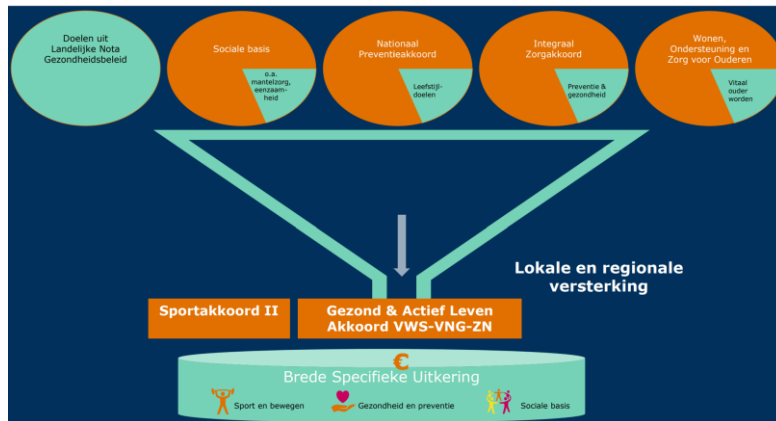 Doelen uit
Landelijke Nota
Gezondheidsbeleid
Sociale basis
o.a.
mantelzorg,
eenzaam-
heid
Nationaal
Preventieakkoord
Leefstijl-
doelen
Integraal
Zorgakkoord
Preventie &
gezondheid
Wonen,
Ondersteuning en
Zorg voor Ouderen
Vitaal
ouder
worden
Lokale en regionale
versterking
Sportakkoord II
Gezond & Actief Leven
Akkoord VWS-VNG-ZN
€
Brede Specifieke Uitkering
Sport en bewegen
Gezondheid en preventie
Sociale basis